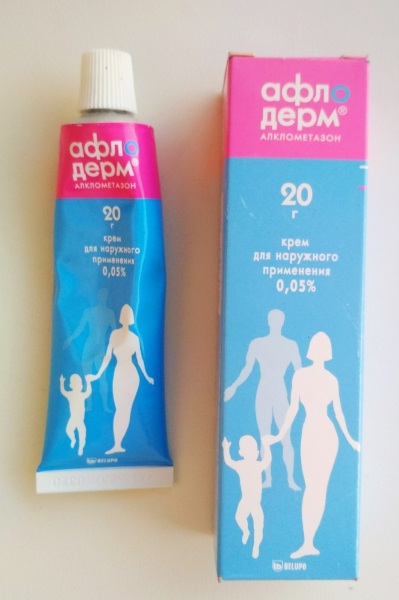 афло
дерм®
АЛКЛОМЕТАЗОН
20
г
крем
для наружного
применения
0,05%
BELUPO
афло
дерм®
АЛКЛОМЕТАЗОН
20
г
крем
для наружного
применения
0,05%
BELUPO